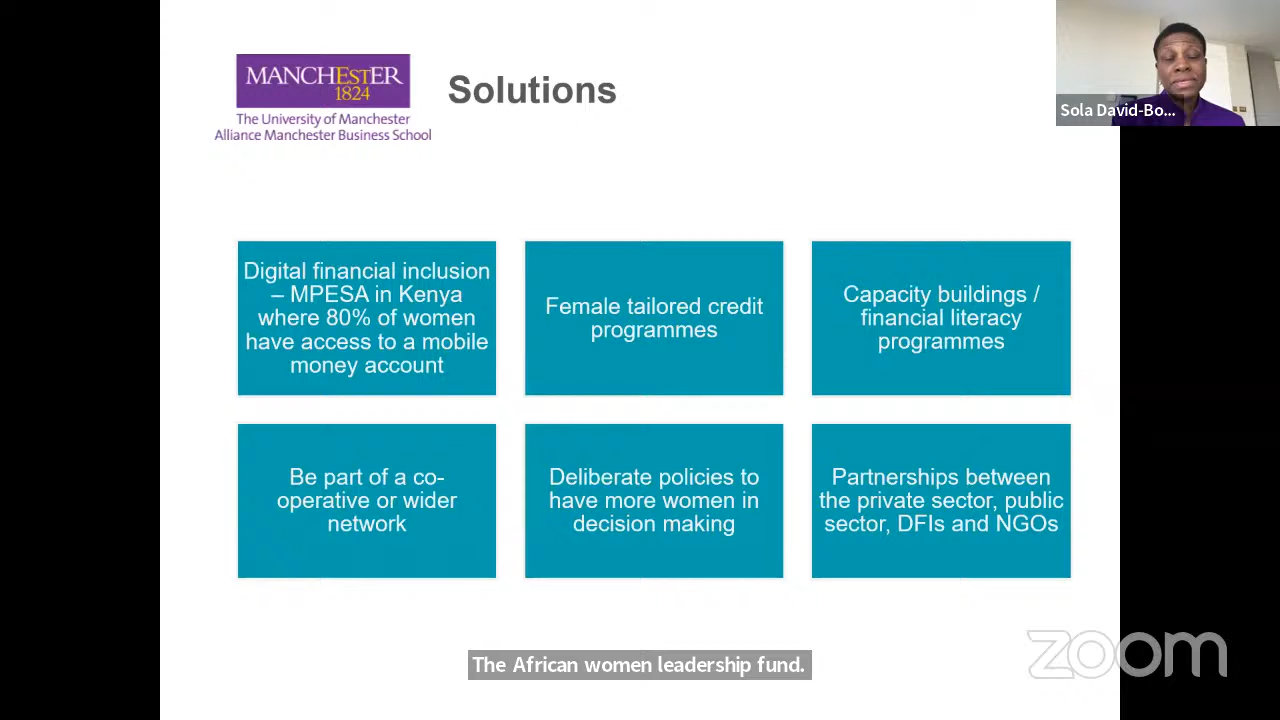 MANCHESTER
1824
The University of Manchester
Alliance Manchester Business School
Solutions
Sola David-Bo...
Digital financial inclusion
– MPESA in Kenya
where 80% of women
have access to a mobile
money account
Female tailored credit
programmes
Capacity buildings /
financial literacy
programmes
Be part of a co-
operative or wider
network
Deliberate policies to
have more women in
decision making
Partnerships between
the private sector, public
sector, DFIs and NGOs
The African women leadership fund.
zoom